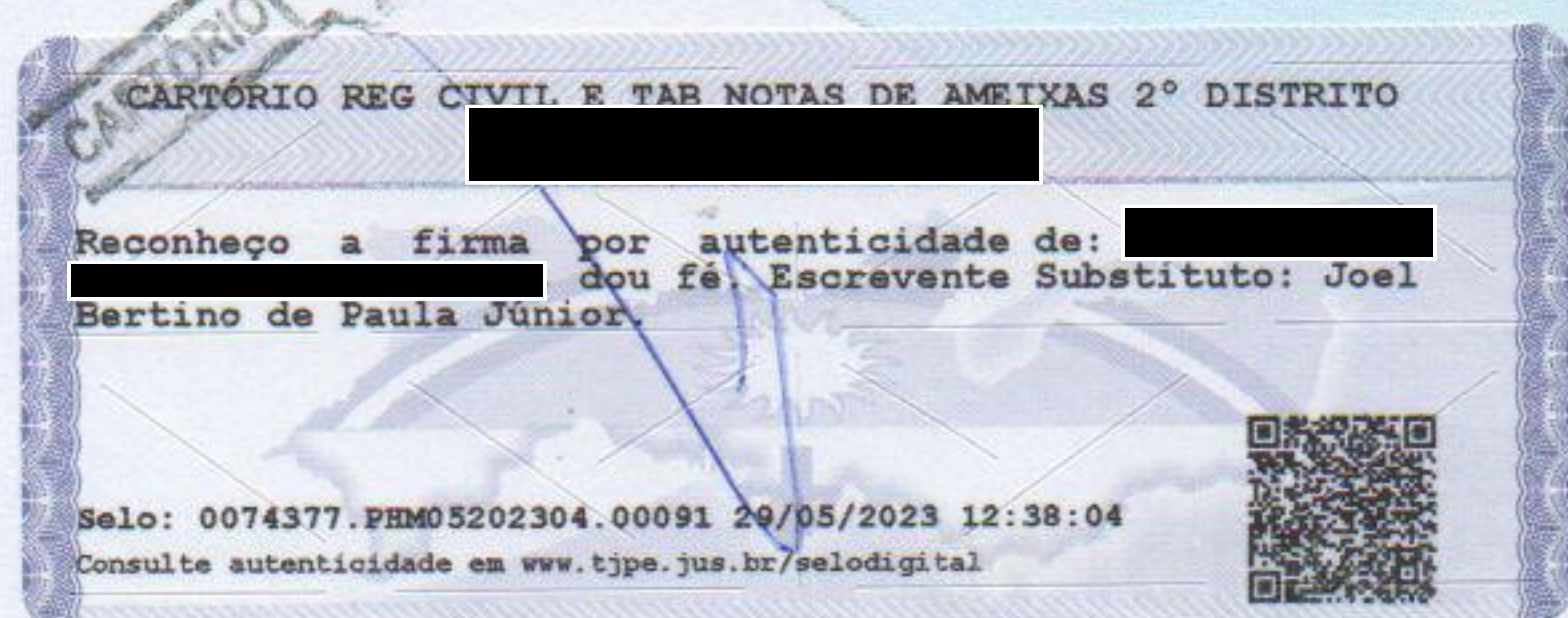 CARTÓRIO
CARTÓRIO REG CIVIL E TAB NOTAS DE AMEIXAS 2º DISTRITO
Reconheço a firma por autenticidade de:
dou fé. Escrevente Substituto: Joel
Bertino de Paula Júnior.
Selo: 0074377.PHM05202304.00091 29/05/2023 12:38:04
Consulte autenticidade em www.tjpe.jus.br/selodigital